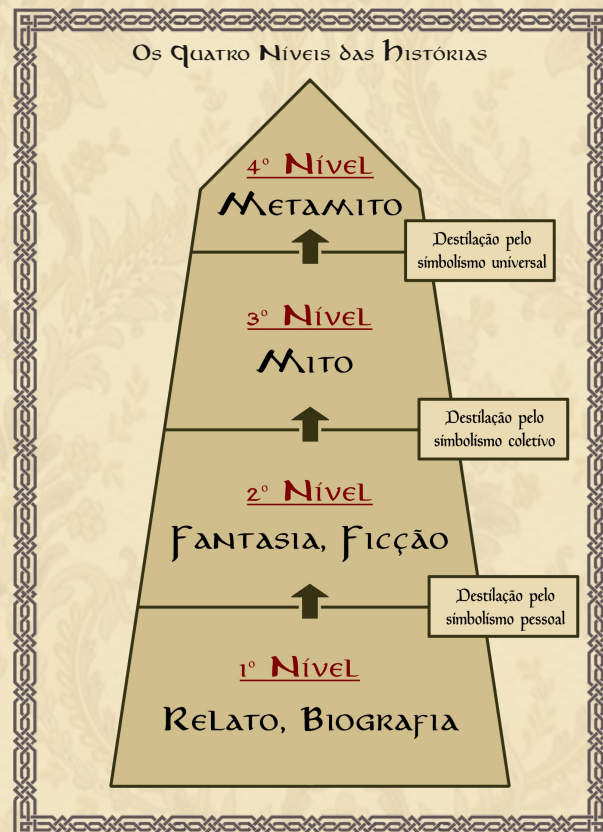 Os Quatro Níveis das Histórias
4º Nível
Metamito
Destilação pelo
simbolismo universal
3º Nível
Mito
Destilação pelo
simbolismo coletivo
2º Nível
Fantasia, Ficção
Destilação pelo
simbolismo pessoal
1º Nível
Relato, Biografia